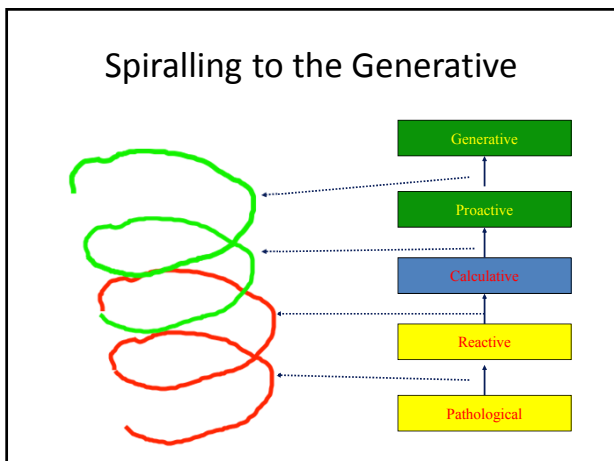 Spiralling to the Generative
Generative
Proactive
Calculative
Reactive
Pathological